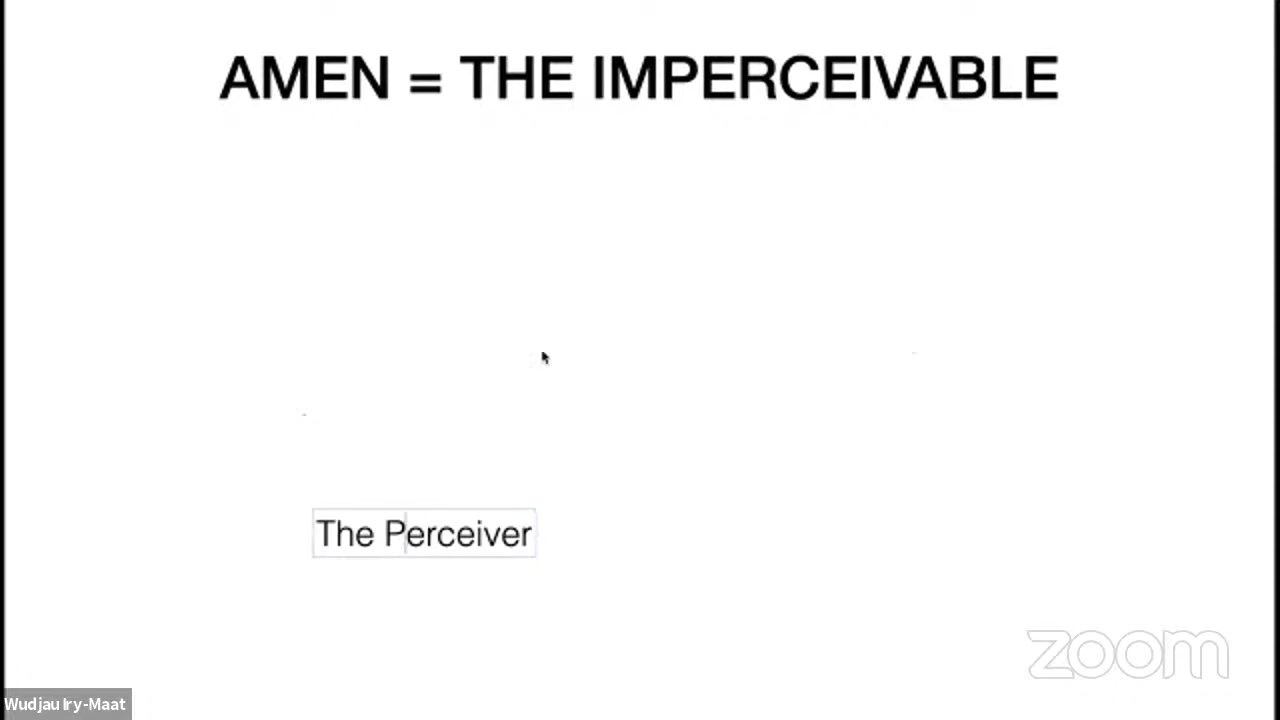 AMEN = THE IMPERCEIVABLE
The Perceiver
zoom
Wudjau Iry-Maat